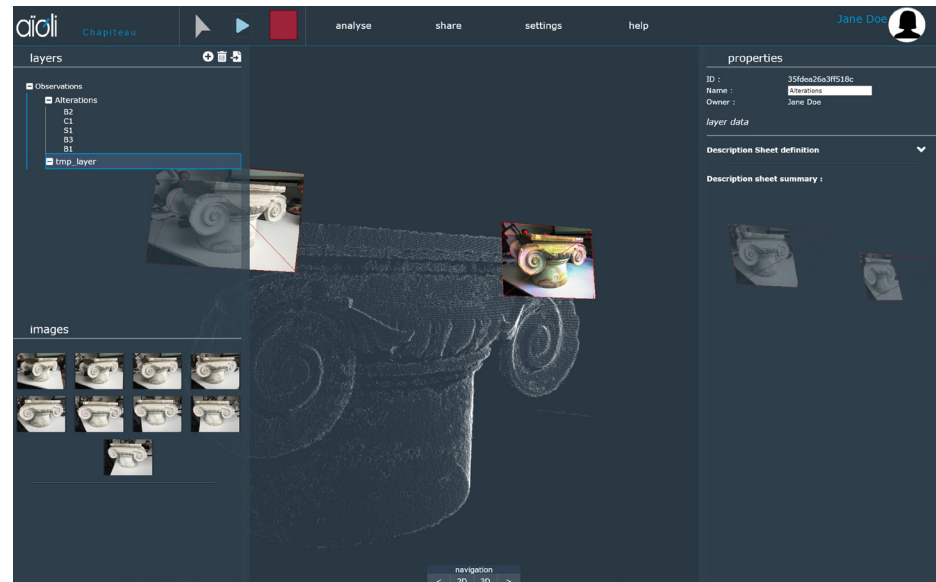 aïoli
Chapiteau
analyse
share
settings
help
Jane Doe
layers
Observations
Alterations
B2
C1
S1
B3
B1
tmp_layer
images
properties
ID : 35fdea26a3ff518c
Name : Alterations
Owner : Jane Doe
layer data
Description Sheet definition
Description sheet summary :
navigation
< 2D 3D >